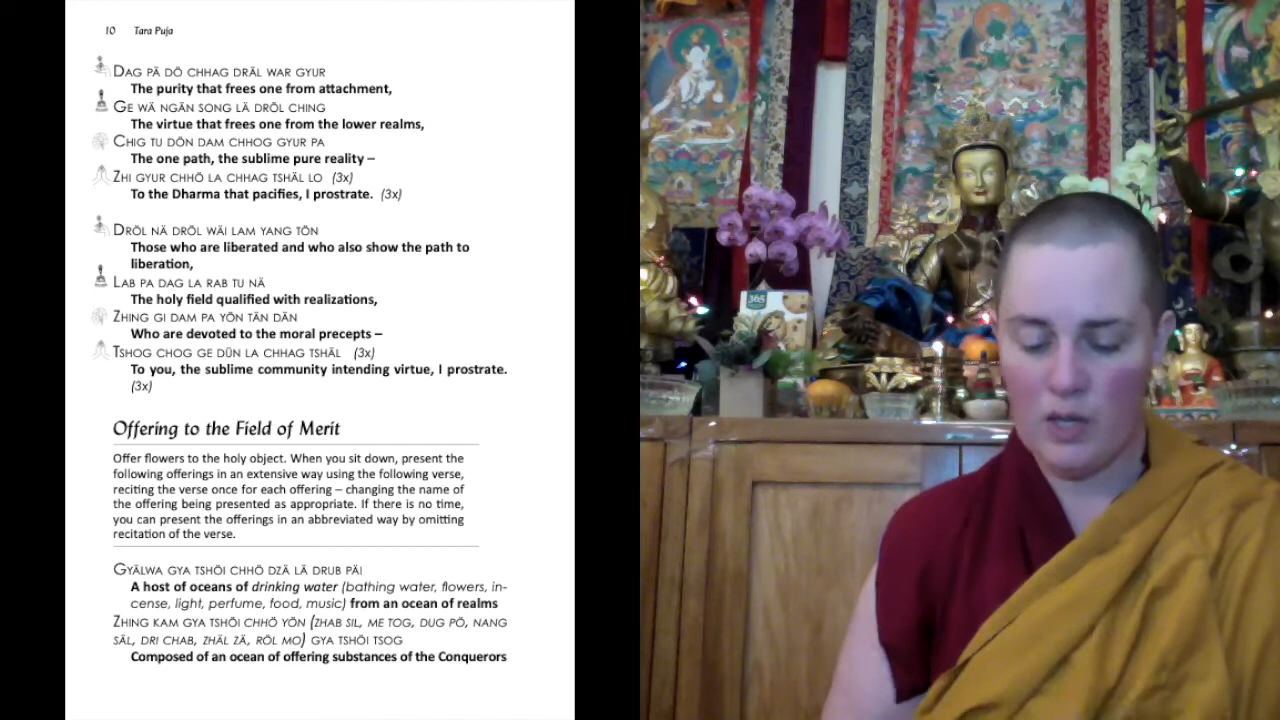 10 Tara Puja
DAG PÄ DÖ CHHAG DRÄL WAR GYUR
The purity that frees one from attachment,
GE WÄ NGÄN SONG LÄ DRÖL CHING
The virtue that frees one from the lower realms,
CHIG TU DÖN DAM CHHOG GYUR PA
The one path, the sublime pure reality –
ZHI GYUR CHHÖ LA CHHAG TSHÄL LO (3x)
To the Dharma that pacifies, I prostrate. (3x)
DRÖL NÄ DRÖL WÄI LAM YANG TÖN
Those who are liberated and who also show the path to
liberation,
LAB PA DAG LA RAB TU NÄ
The holy field qualified with realizations,
ZHING GI DAM PA YÖN TÄN DÄN
Who are devoted to the moral precepts –
TSHOG CHOG GE DÜN LA CHHAG TSHÄL (3x)
To you, the sublime community intending virtue, I prostrate.
(3x)
Offering to the Field of Merit
Offer flowers to the holy object. When you sit down, present the
following offerings in an extensive way using the following verse,
reciting the verse once for each offering – changing the name of
the offering being presented as appropriate. If there is no time,
you can present the offerings in an abbreviated way by omitting
recitation of the verse.
GYÄLWA GYA TSHÖI CHHÖ DZÄ LÄ DRUB PÄI
A host of oceans of drinking water (bathing water, flowers, in-
cense, light, perfume, food, music) from an ocean of realms
ZHING KAM GYA TSHÖI CHHÖ YÖN (ZHAB SIL, ME TOG, DUG PÖ, NANG
SÄL, DRI CHAB, ZHÄL ZÄ, RÖL MO) GYA TSHÖI TSOG
Composed of an ocean of offering substances of the Conquerors
365